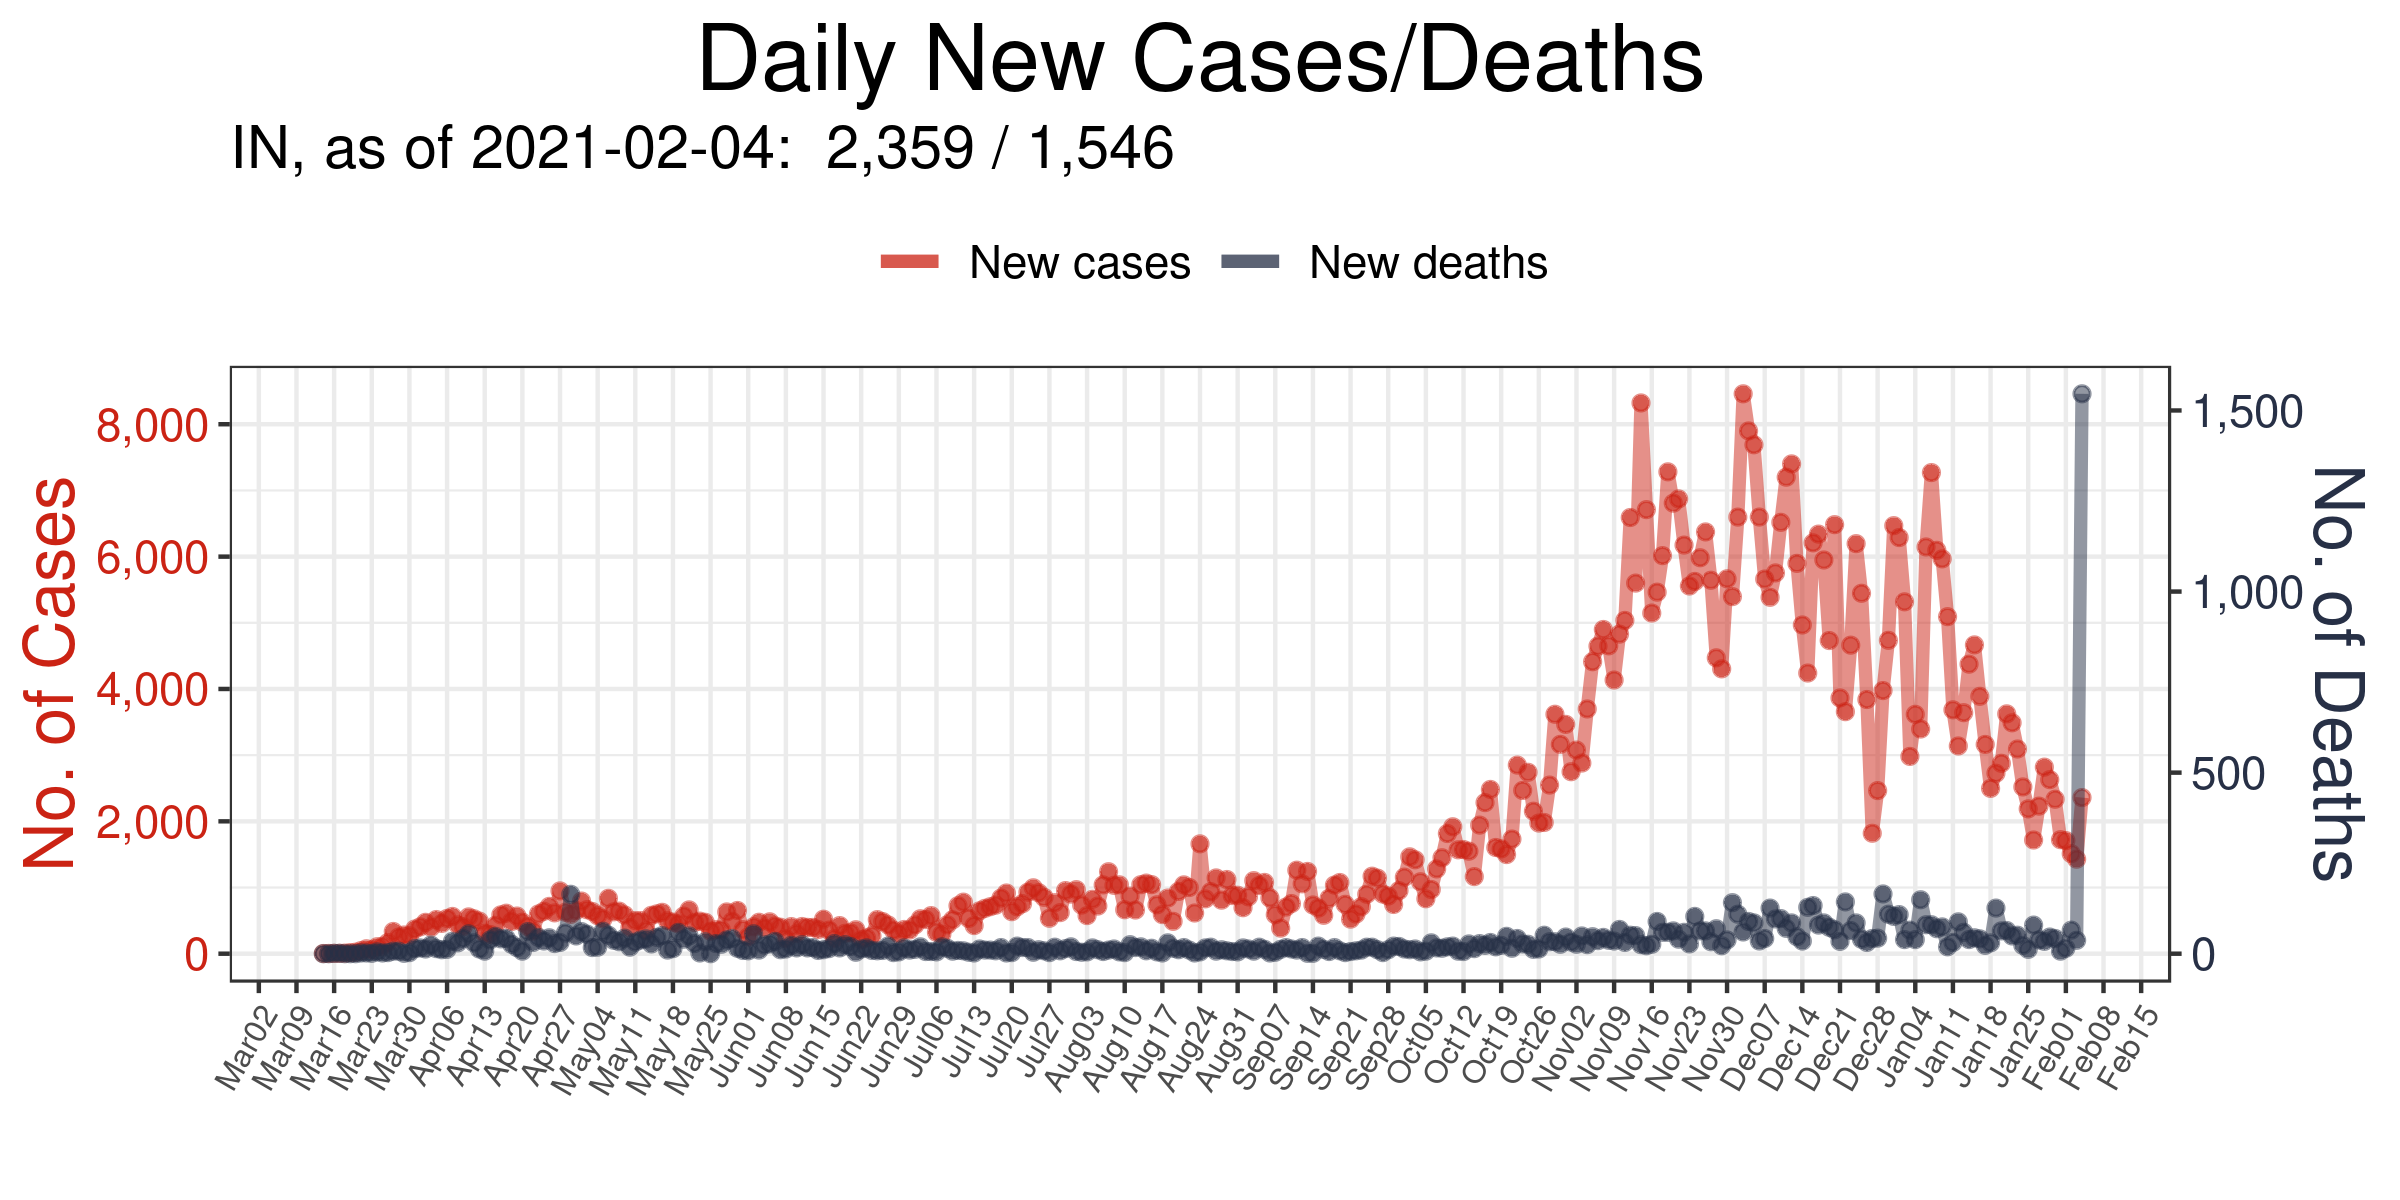 Daily New Cases/Deaths
IN, as of 2021-02-04: 2,359 / 1,546
New cases
New deaths
No. of Cases
8,000
6,000
4,000
2,000
0
1,500
1,000
500
0
No. of Deaths
Mar02
Mar09
Mar16
Mar23
Mar30
Apr06
Apr13
Apr20
Apr27
May04
May11
May18
May25
Jun01
Jun08
Jun15
Jun22
Jun29
Jul06
Jul13
Jul20
Jul27
Aug03
Aug10
Aug17
Aug24
Aug31
Sep07
Sep14
Sep21
Sep28
Oct05
Oct12
Oct19
Oct26
Nov02
Nov09
Nov16
Nov23
Nov30
Dec07
Dec14
Dec21
Dec28
Jan04
Jan11
Jan18
Jan25
Feb01
Feb08
Feb15